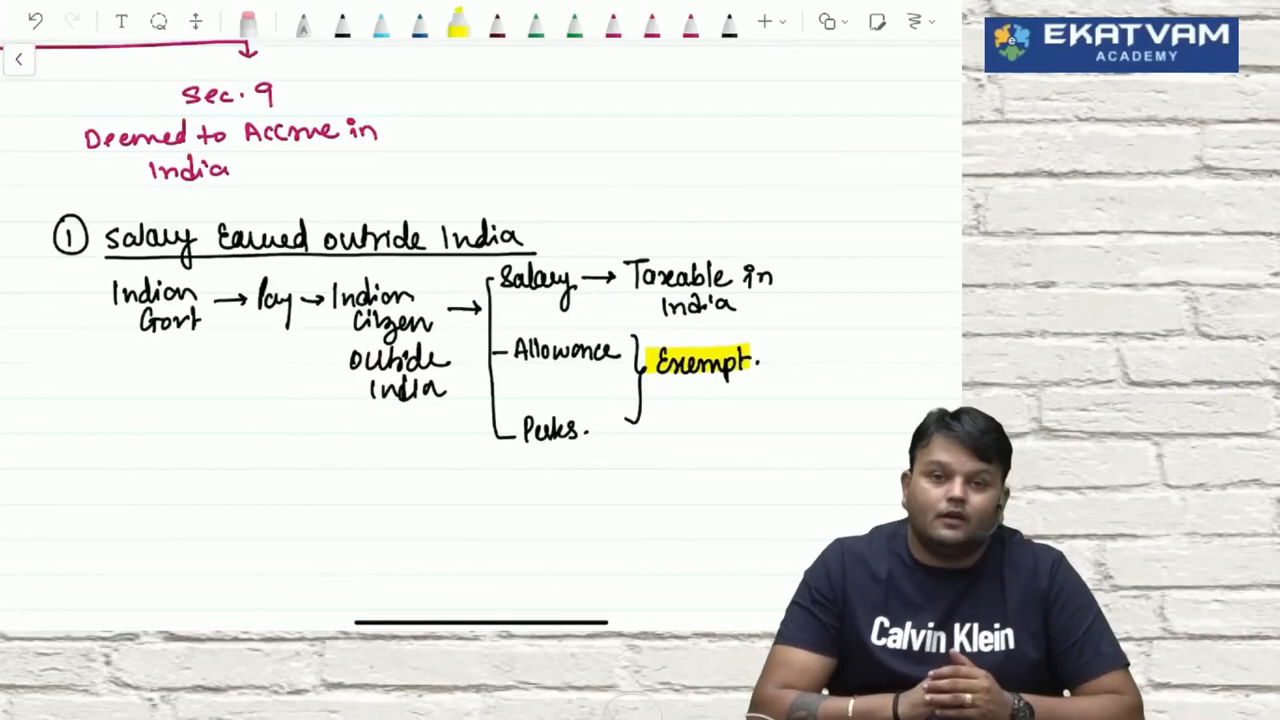 EKATVAM
ACADEMY
Sec. 9
Deemed to Accrue in
India
① Salary Earned outside India
Indian Govt → Pay → Indian Citizen outside India →
Salary → Taxable in India
Allowance
Perks.
Exempt.
Calvin Klein